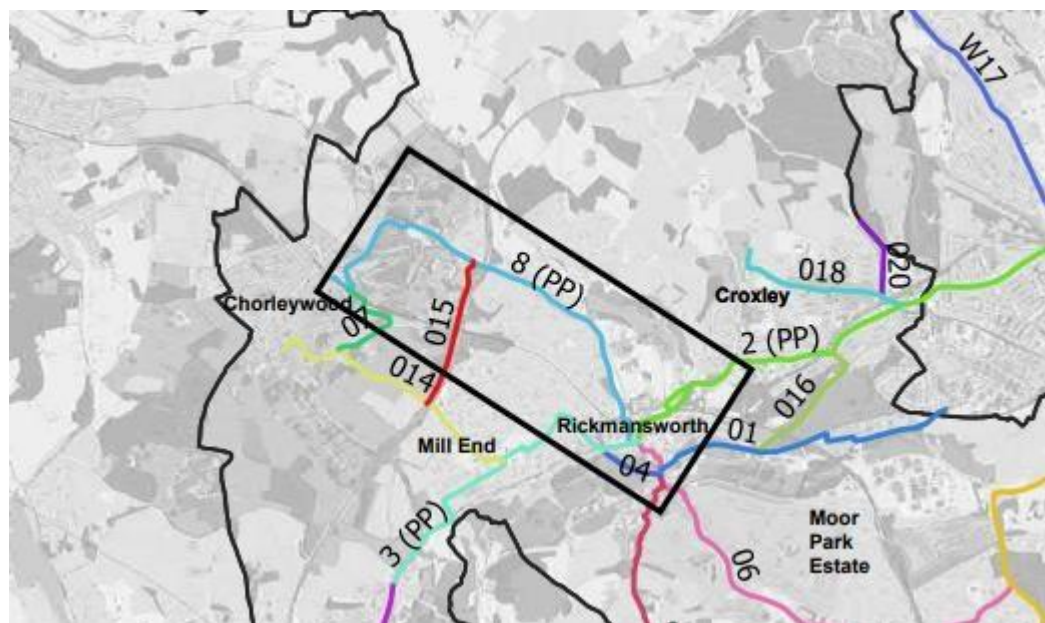 W17
8 (PP)
018
020
Croxley
Chorleywood
07
015
2 (PP)
014
016
Rickmansworth
01
Mill End
04
3 (PP)
Moor
Park
Estate
06